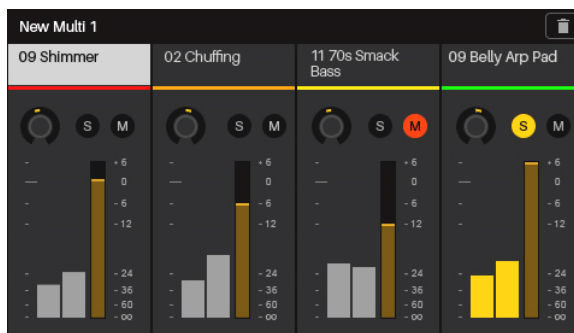 New Multi 1
09 Shimmer
02 Chuffing
11 70s Smack
Bass
09 Belly Arp Pad
S M
S M
S M
S M
- + 6
- + 6
- + 6
- + 6
0
0
0
0
- - 6
- - 6
- - 6
- - 6
- - 12
- - 12
- - 12
- - 12
- - 24
- - 24
- - 24
- - 24
- - 36
- - 36
- - 36
- - 36
- - 60
- - 60
- - 60
- - 60
- - ∞
- - ∞
- - ∞
- - ∞